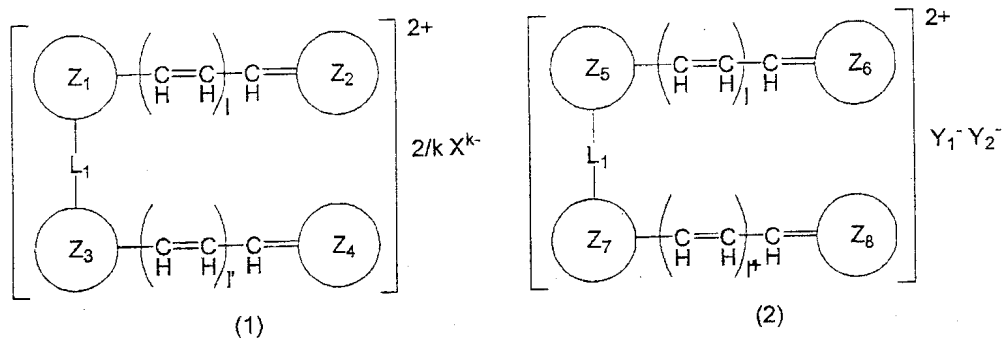 2+ 2+
Z1 C=C C Z2 Z5 C=C C Z6
H H H H H H
l l
L1 2/k X^k- L1 Y1^- Y2^-
Z3 C=C C Z4 Z7 C=C C Z8
H H H H H H
l'
(1) (2)